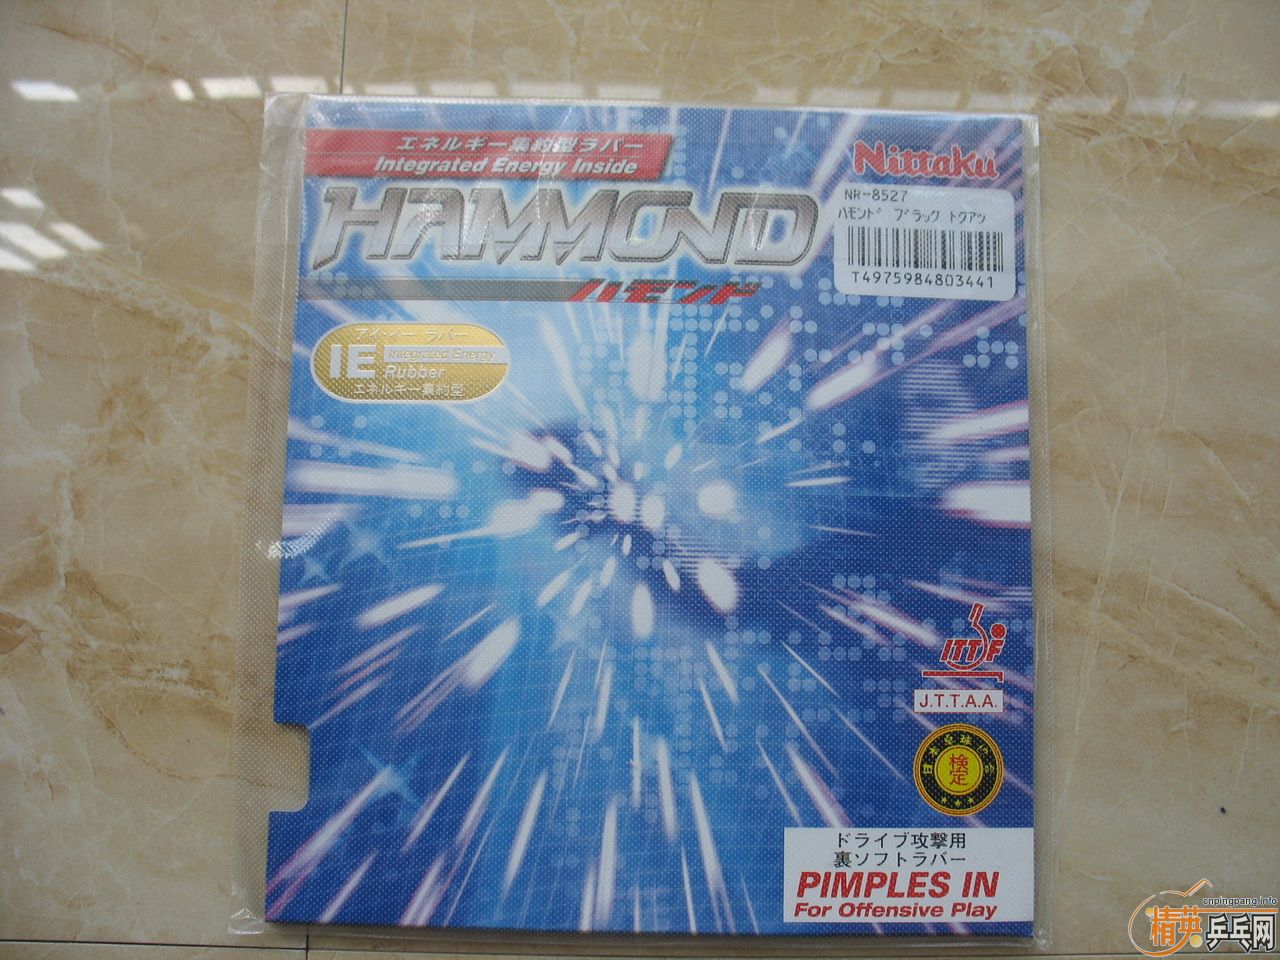 エネルギー集約型ラバー
Integrated Energy Inside
Nittaku
HAMMOND
ハモンド
NR-8527
ハモンド ブラック トクアツ
T4975984803441
アイ・イー・ラバー
IE Integrated Energy
Rubber
エネルギー集約型
ITTF
J.T.T.A.A.
検定
ドライブ攻撃用
裏ソフトラバー
PIMPLES IN
For Offensive Play
cnpingpang.info
精英乒乓网